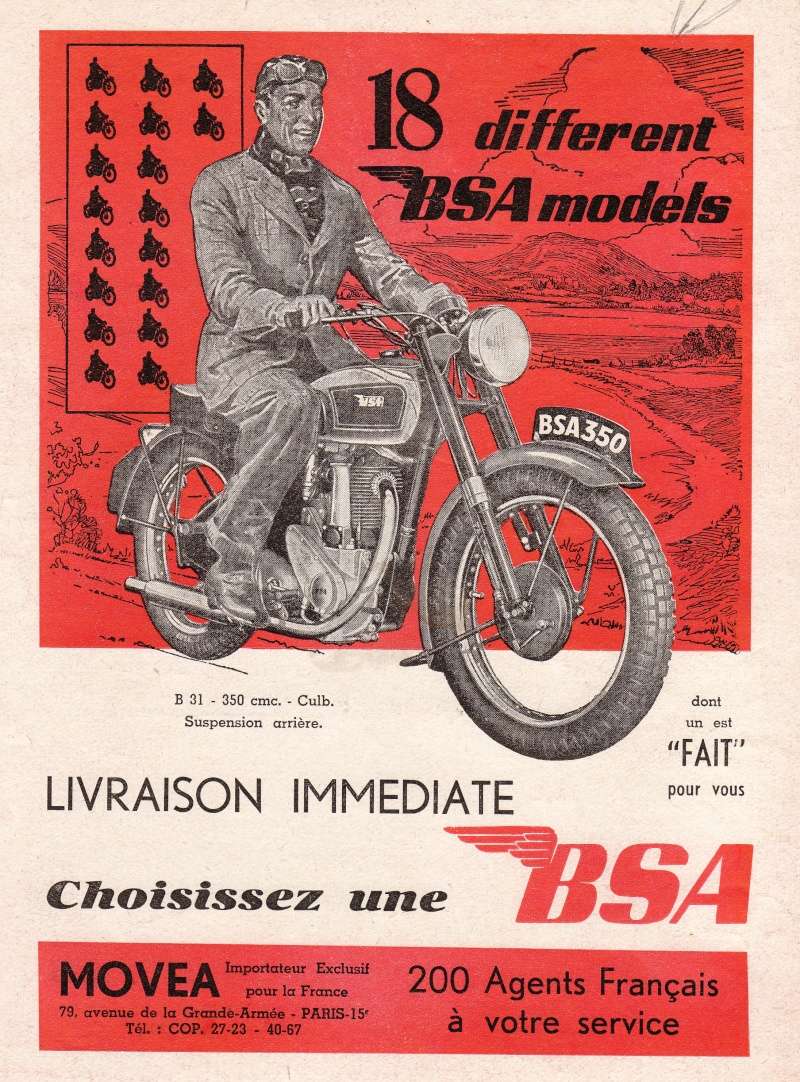 18 different
BSA models
BSA
BSA350
B 31 - 350 cmc. - Culb.
Suspension arrière.
dont
un est
"FAIT"
pour vous
LIVRAISON IMMEDIATE
Choisissez une BSA
MOVEA Importateur Exclusif
pour la France
79, avenue de la Grande-Armée - PARIS-15e
Tél. : COP. 27-23 - 40-67
200 Agents Français
à votre service